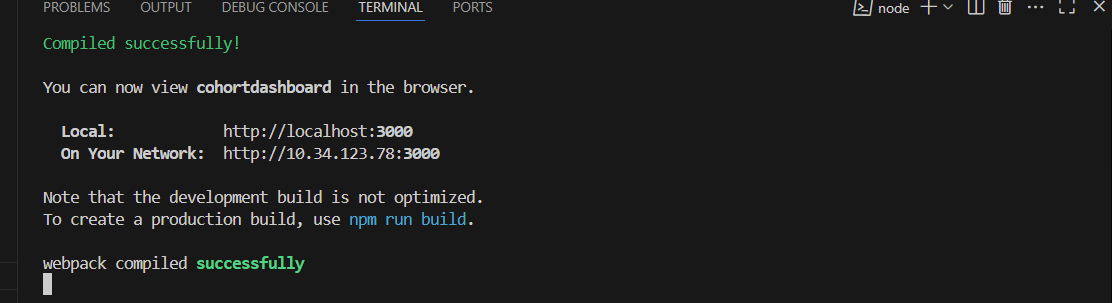 PROBLEMS OUTPUT DEBUG CONSOLE TERMINAL PORTS node
Compiled successfully!
You can now view cohortdashboard in the browser.
Local: http://localhost:3000
On Your Network: http://10.34.123.78:3000
Note that the development build is not optimized.
To create a production build, use npm run build.
webpack compiled successfully